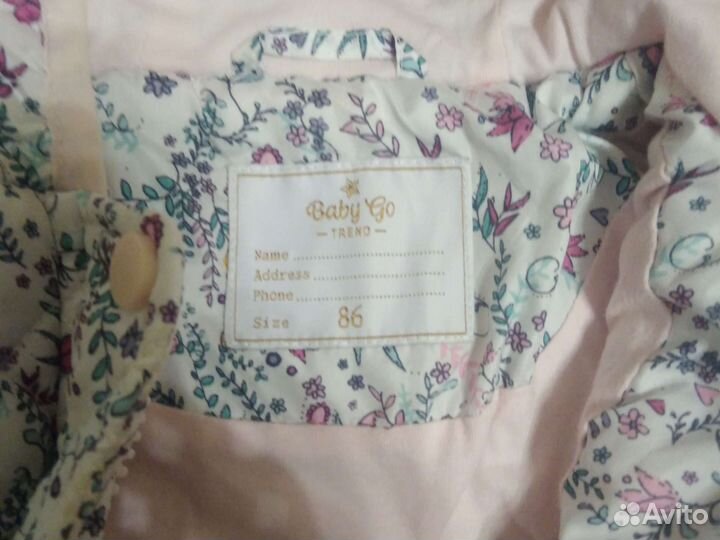 Baby Go
— TREND —
Name
Address
Phone
Size 86
Avito